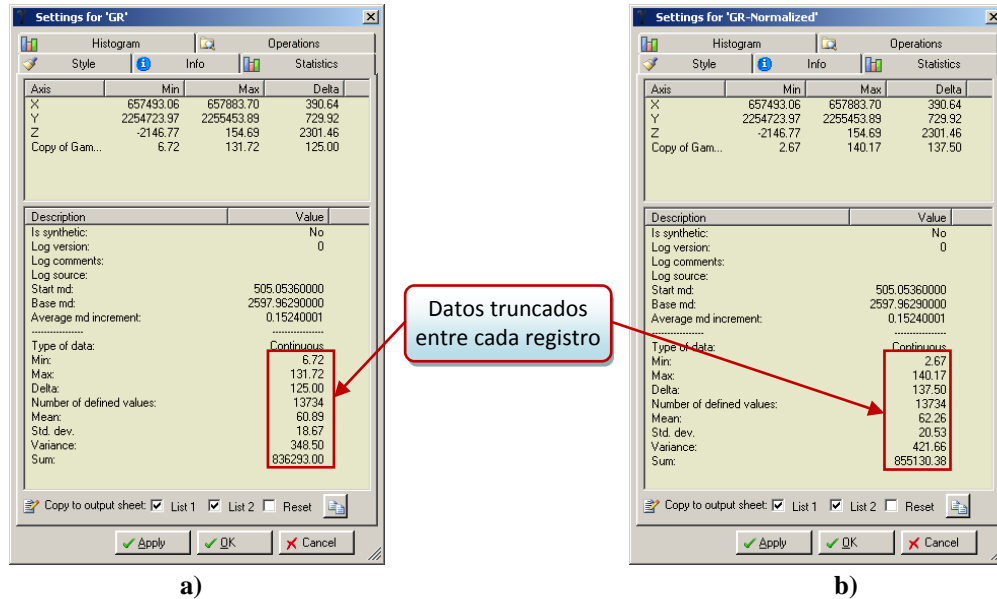 Settings for 'GR'
Histogram Operations
Style Info Statistics
Axis Min Max Delta
X 657493.06 657883.70 390.64
Y 2254723.97 2255453.89 729.92
Z -2146.77 154.69 2301.46
Copy of Gam... 6.72 131.72 125.00
Description Value
Is synthetic: No
Log version: 0
Log comments:
Log source:
Start md: 505.05360000
Base md: 2597.96290000
Average md increment: 0.15240001
Type of data: Continuous
Min: 6.72
Max: 131.72
Delta: 125.00
Number of defined values: 13734
Mean: 60.89
Std. dev. 18.67
Variance: 348.50
Sum: 836293.00
Copy to output sheet: List 1 List 2 Reset
Apply OK Cancel
a)
Datos truncados
entre cada registro
Settings for 'GR-Normalized'
Histogram Operations
Style Info Statistics
Axis Min Max Delta
X 657493.06 657883.70 390.64
Y 2254723.97 2255453.89 729.92
Z -2146.77 154.69 2301.46
Copy of Gam... 2.67 140.17 137.50
Description Value
Is synthetic: No
Log version: 0
Log comments:
Log source:
Start md: 505.05360000
Base md: 2597.96290000
Average md increment: 0.15240001
Type of data: Continuous
Min: 2.67
Max: 140.17
Delta: 137.50
Number of defined values: 13734
Mean: 62.26
Std. dev. 20.53
Variance: 421.66
Sum: 855130.38
Copy to output sheet: List 1 List 2 Reset
Apply OK Cancel
b)